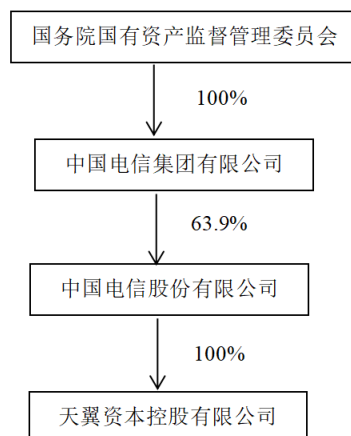 国务院国有资产监督管理委员会
100%
中国电信集团有限公司
63.9%
中国电信股份有限公司
100%
天翼资本控股有限公司